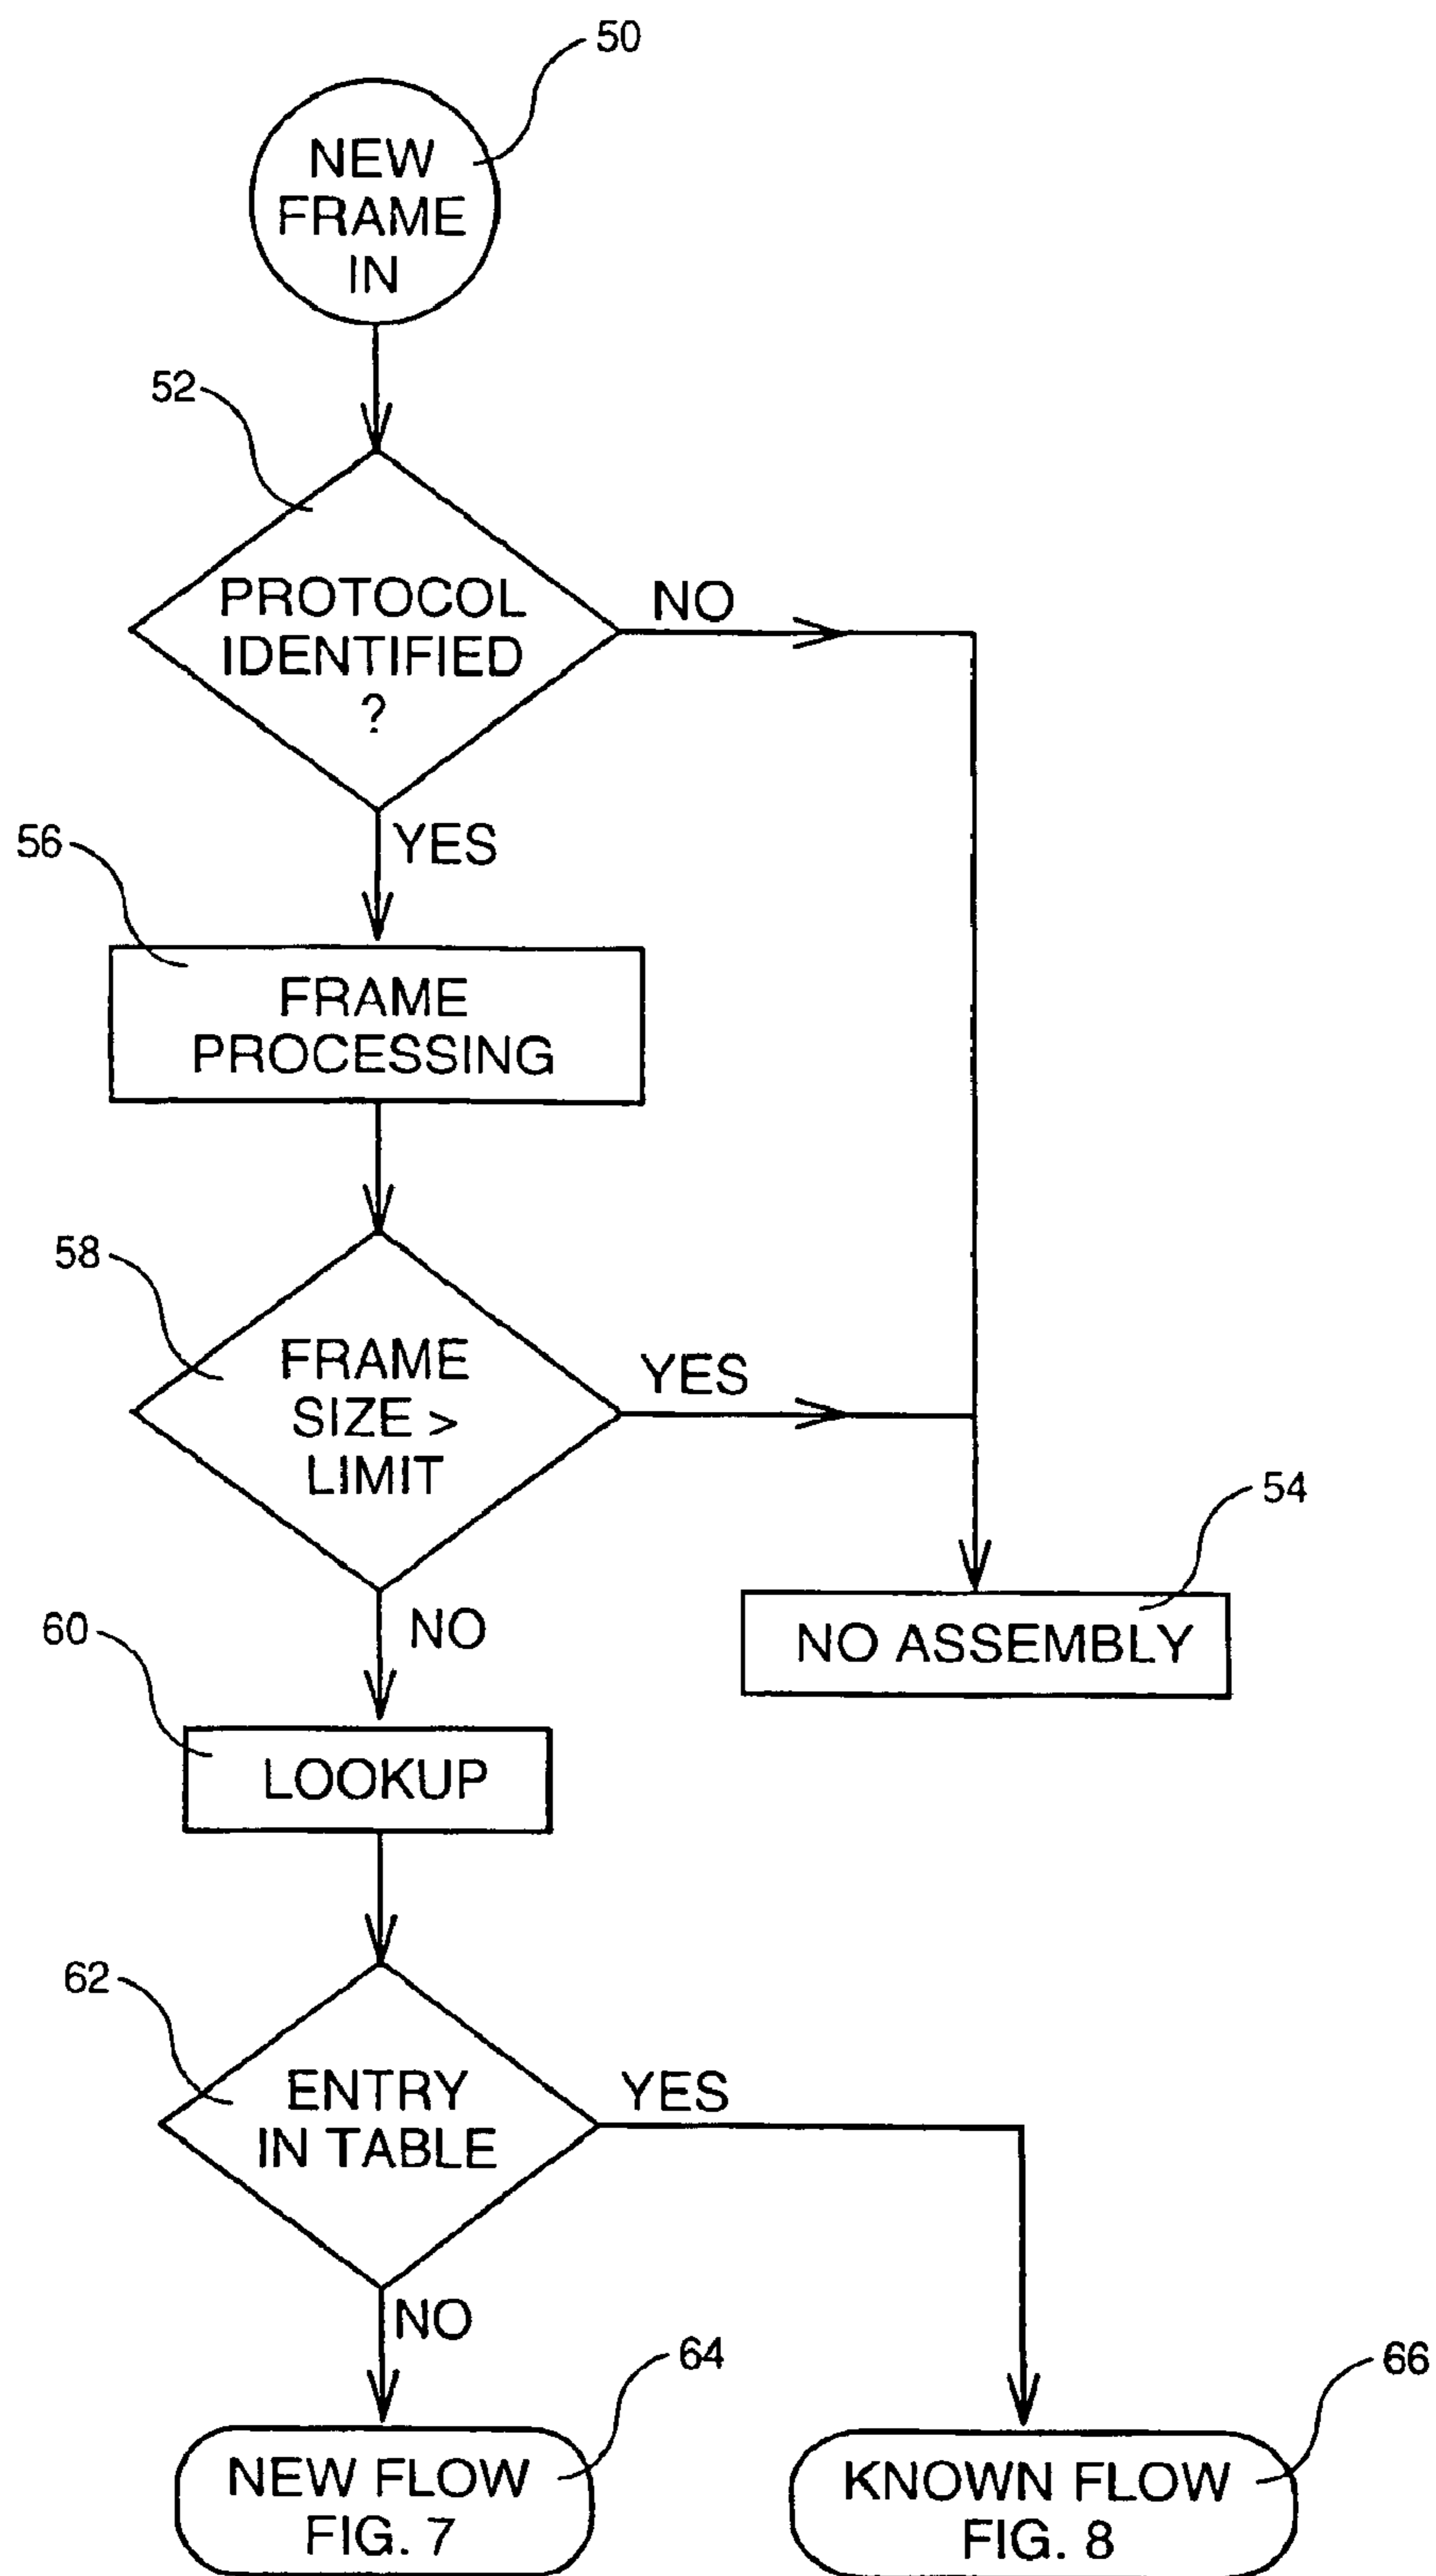 50
NEW
FRAME
IN
52
PROTOCOL
IDENTIFIED
?
NO
YES
56
FRAME
PROCESSING
58
FRAME
SIZE >
LIMIT
YES
54
NO ASSEMBLY
NO
60
LOOKUP
62
ENTRY
IN TABLE
YES
NO
64
NEW FLOW
FIG. 7
66
KNOWN FLOW
FIG. 8